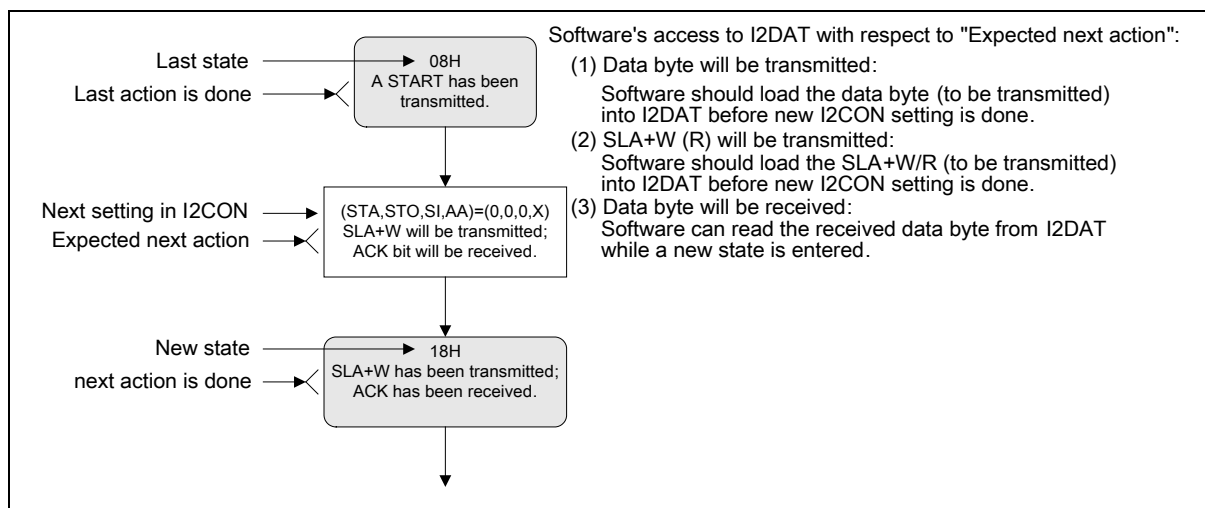 Last state
Last action is done
08H
A START has been
transmitted.
Next setting in I2CON
Expected next action
(STA,STO,SI,AA)=(0,0,0,X)
SLA+W will be transmitted;
ACK bit will be received.
New state
next action is done
18H
SLA+W has been transmitted;
ACK has been received.
Software's access to I2DAT with respect to "Expected next action":
(1) Data byte will be transmitted:
Software should load the data byte (to be transmitted)
into I2DAT before new I2CON setting is done.
(2) SLA+W (R) will be transmitted:
Software should load the SLA+W/R (to be transmitted)
into I2DAT before new I2CON setting is done.
(3) Data byte will be received:
Software can read the received data byte from I2DAT
while a new state is entered.